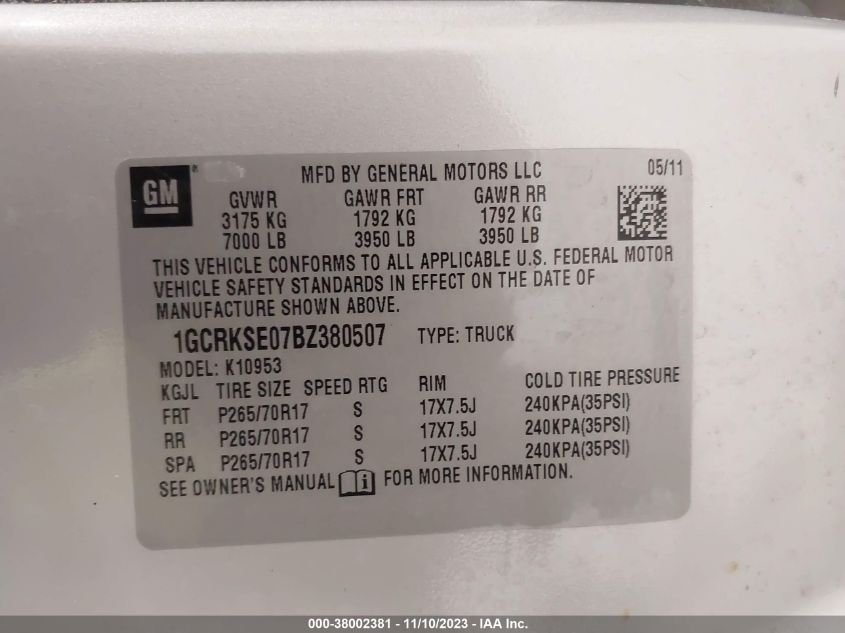 GM
MFD BY GENERAL MOTORS LLC 05/11
GVWR GAWR FRT GAWR RR
3175 KG 1792 KG 1792 KG
7000 LB 3950 LB 3950 LB
THIS VEHICLE CONFORMS TO ALL APPLICABLE U.S. FEDERAL MOTOR
VEHICLE SAFETY STANDARDS IN EFFECT ON THE DATE OF
MANUFACTURE SHOWN ABOVE.
1GCRKSE07BZ380507 TYPE: TRUCK
MODEL: K10953
KGJL TIRE SIZE SPEED RTG RIM COLD TIRE PRESSURE
FRT P265/70R17 S 17X7.5J 240KPA(35PSI)
RR P265/70R17 S 17X7.5J 240KPA(35PSI)
SPA P265/70R17 S 17X7.5J 240KPA(35PSI)
SEE OWNER'S MANUAL i FOR MORE INFORMATION.
000-38002381 - 11/10/2023 - IAA Inc.